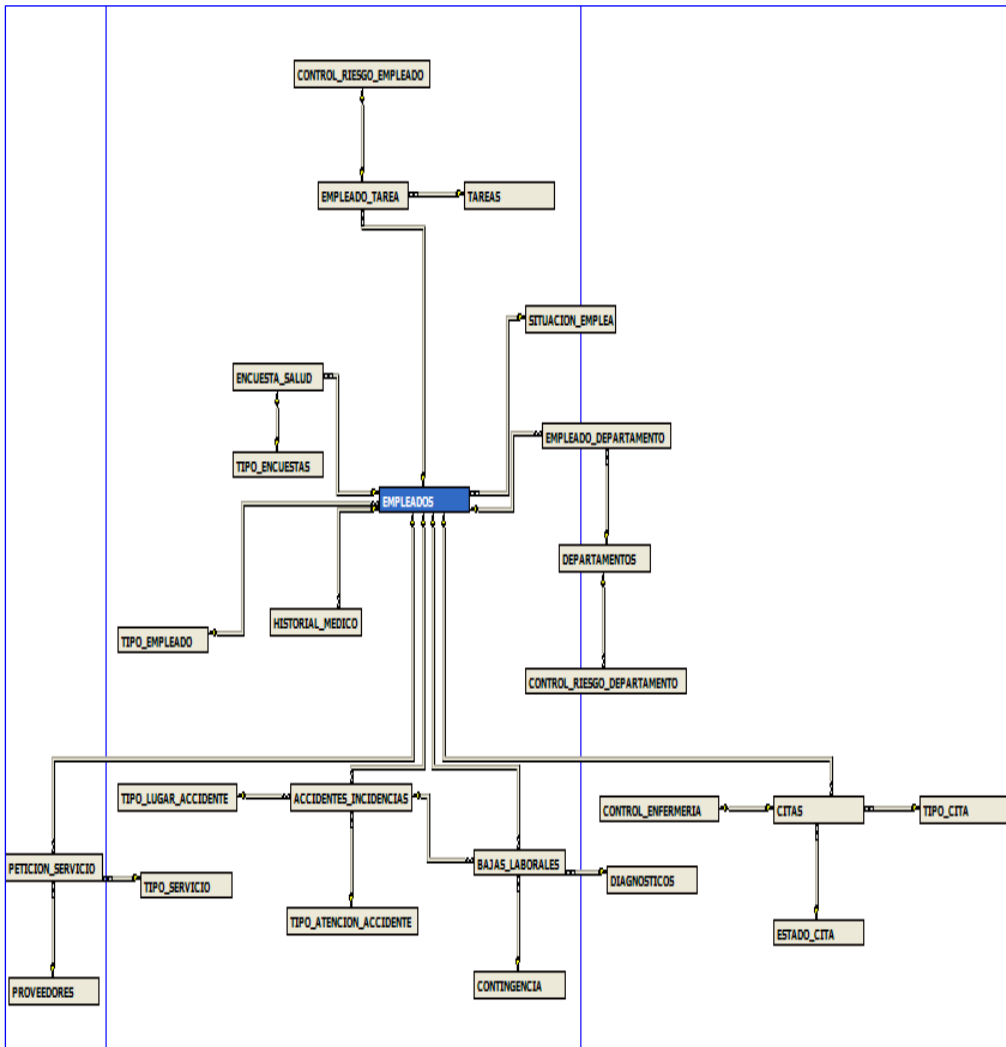 CONTROL_RIESGO_EMPLEADO
EMPLEADO_TAREA
TAREAS
SITUACION_EMPLEA
ENCUESTA_SALUD
EMPLEADO_DEPARTAMENTO
TIPO_ENCUESTAS
EMPLEADOS
DEPARTAMENTOS
HISTORIAL_MEDICO
TIPO_EMPLEADO
CONTROL_RIESGO_DEPARTAMENTO
TIPO_LUGAR_ACCIDENTE
ACCIDENTES_INCIDENCIAS
CONTROL_ENFERMERIA
CITAS
TIPO_CITA
PETICION_SERVICIO
BAJAS_LABORALES
TIPO_SERVICIO
DIAGNOSTICOS
TIPO_ATENCION_ACCIDENTE
ESTADO_CITA
PROVEEDORES
CONTINGENCIA